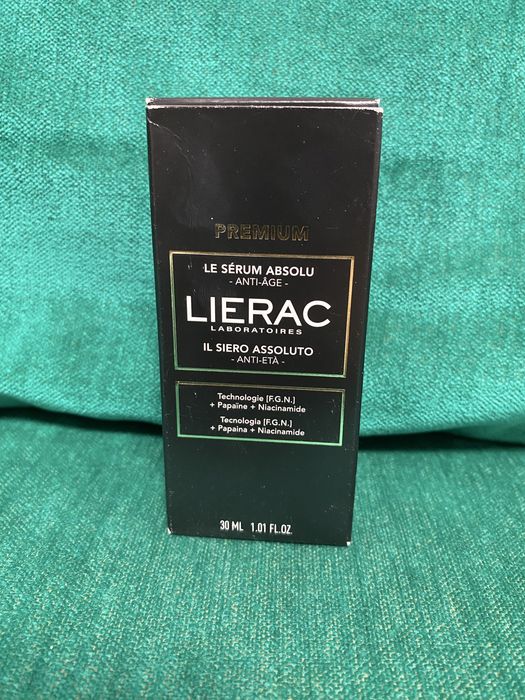 PREMIUM
LE SÉRUM ABSOLU
- ANTI-ÂGE -
LIERAC
LABORATOIRES
IL SIERO ASSOLUTO
- ANTI-ETÀ -
Technologie [F.G.N.]
+ Papaïne + Niacinamide
Tecnologia [F.G.N.]
+ Papaina + Niacinamide
30 ML 1.01 FL.OZ.